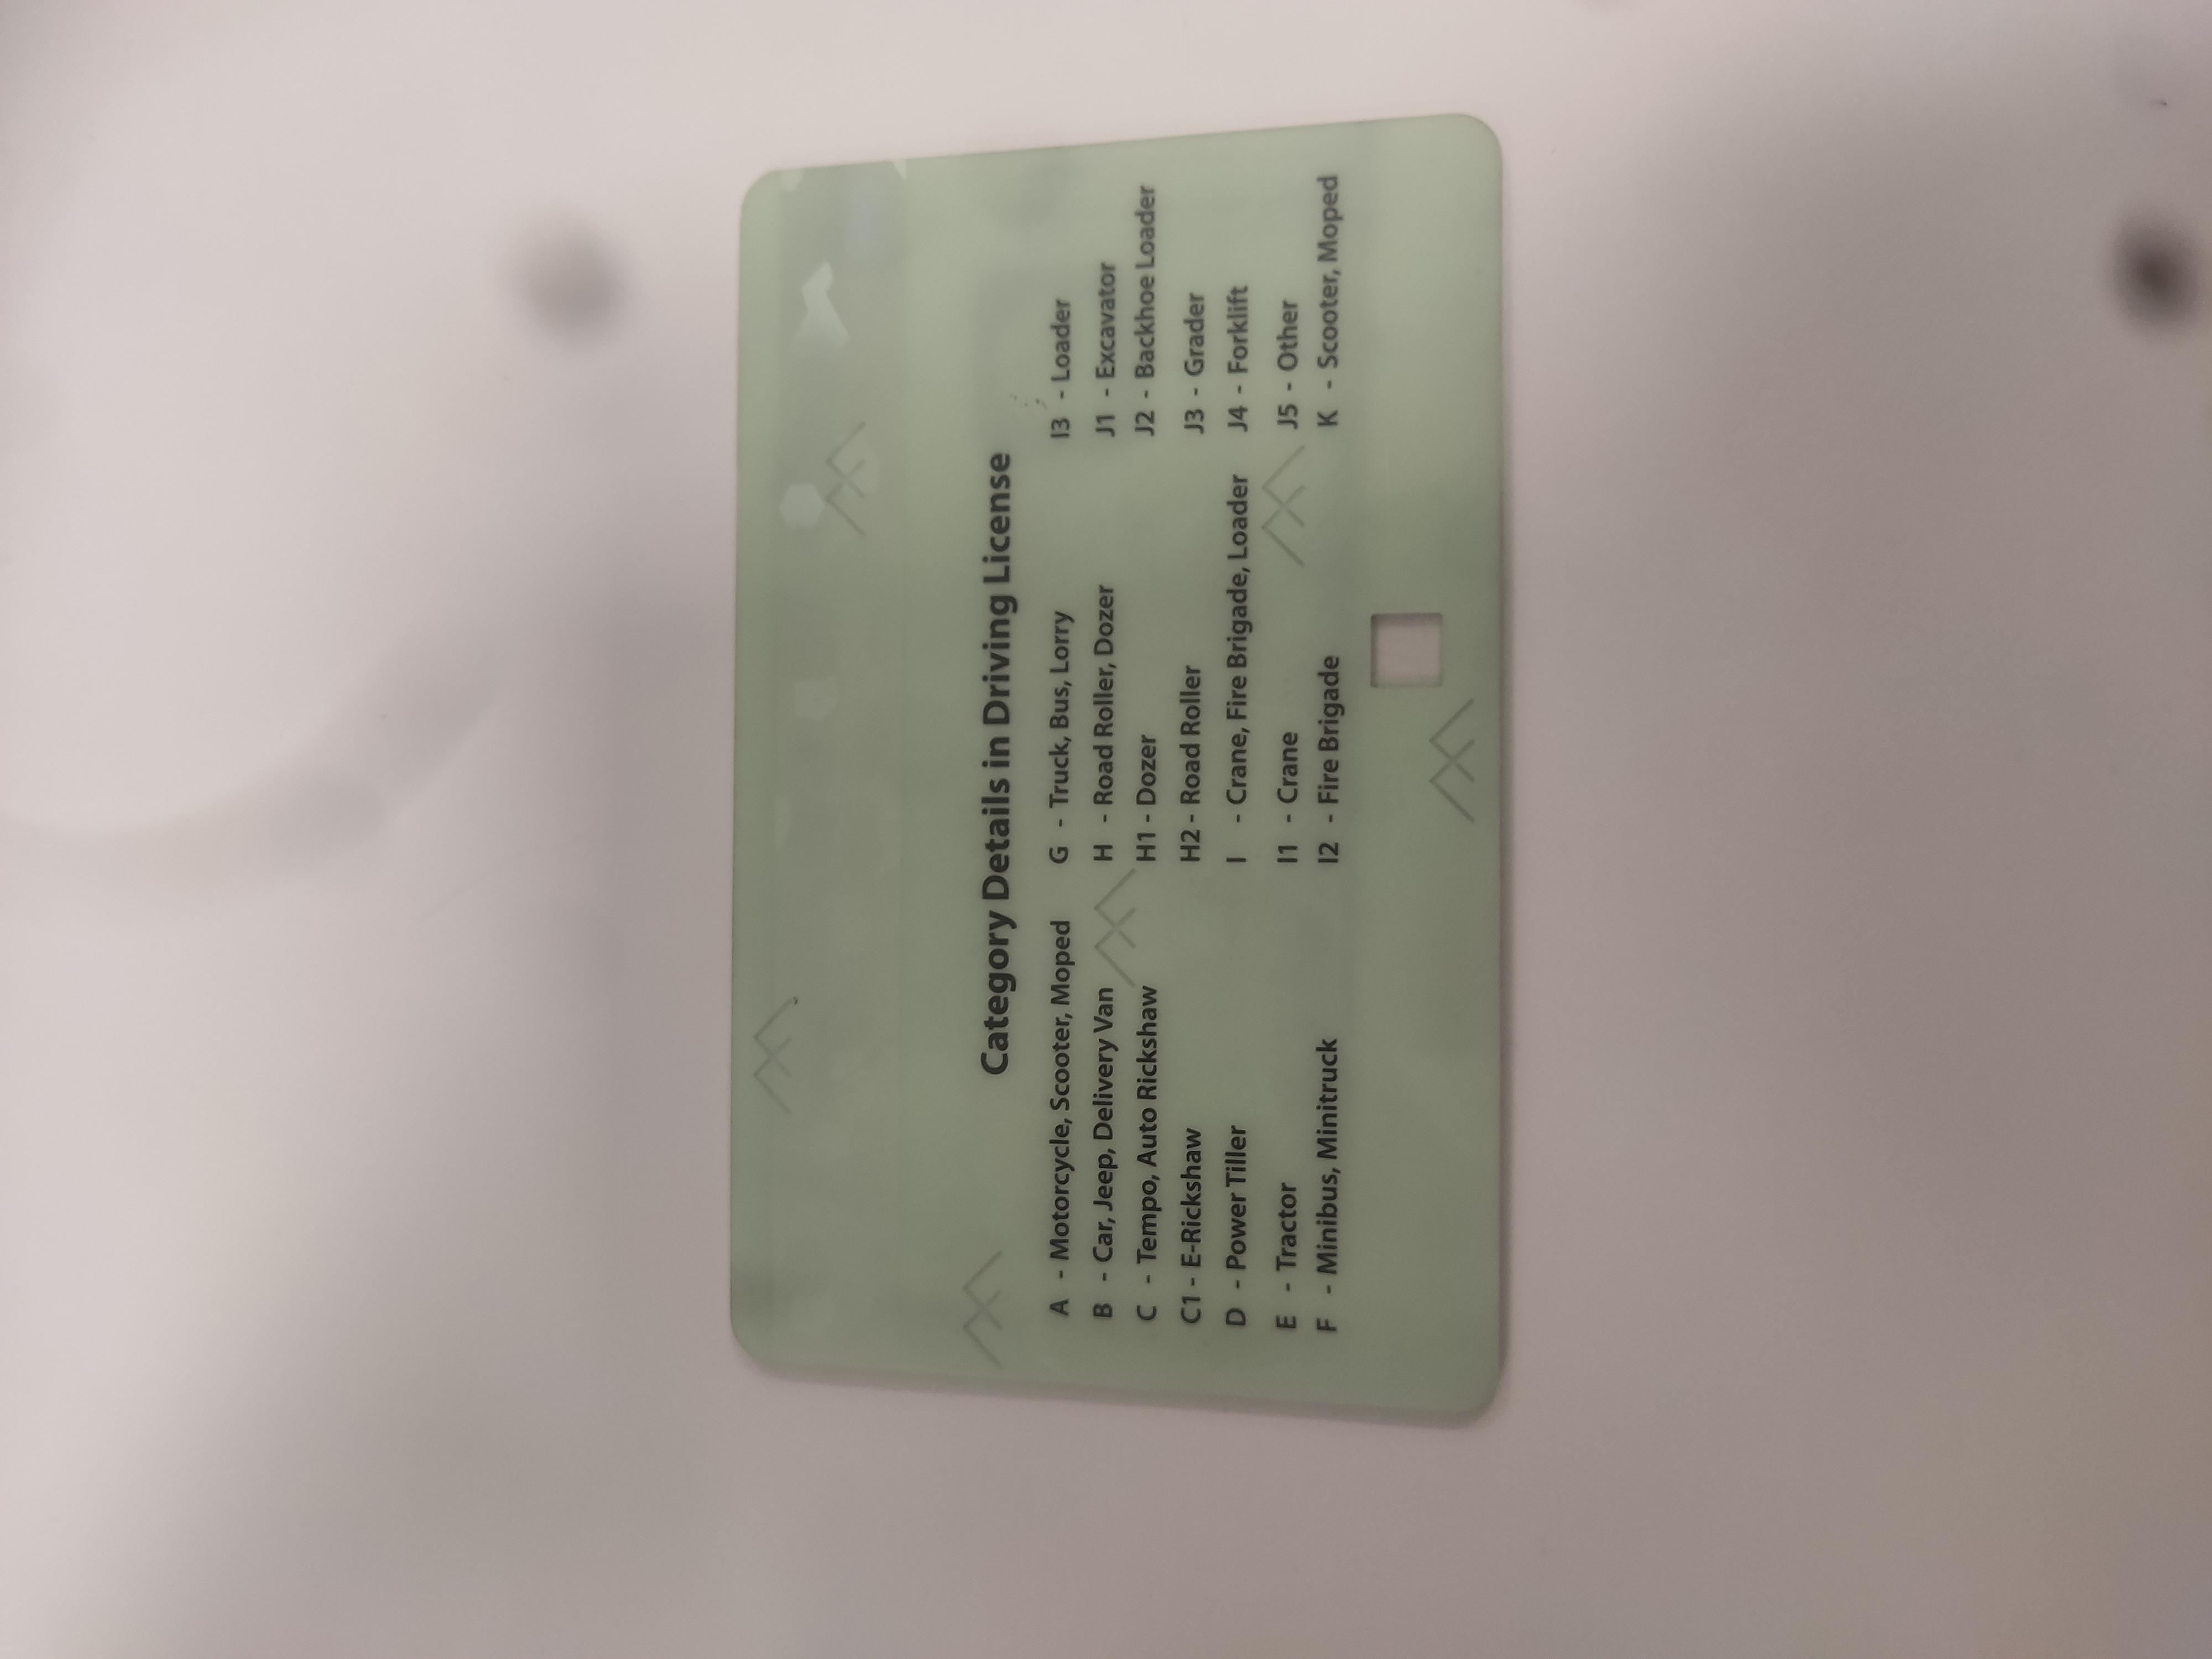 Category Details in Driving License
A - Motorcycle, Scooter, Moped
B - Car, Jeep, Delivery Van
C - Tempo, Auto Rickshaw
C1 - E-Rickshaw
D - Power Tiller
E - Tractor
F - Minibus, Minitruck
G - Truck, Bus, Lorry
H - Road Roller, Dozer
H1 - Dozer
H2 - Road Roller
I - Crane, Fire Brigade, Loader
I1 - Crane
I2 - Fire Brigade
I3 - Loader
J1 - Excavator
J2 - Backhoe Loader
J3 - Grader
J4 - Forklift
J5 - Other
K - Scooter, Moped